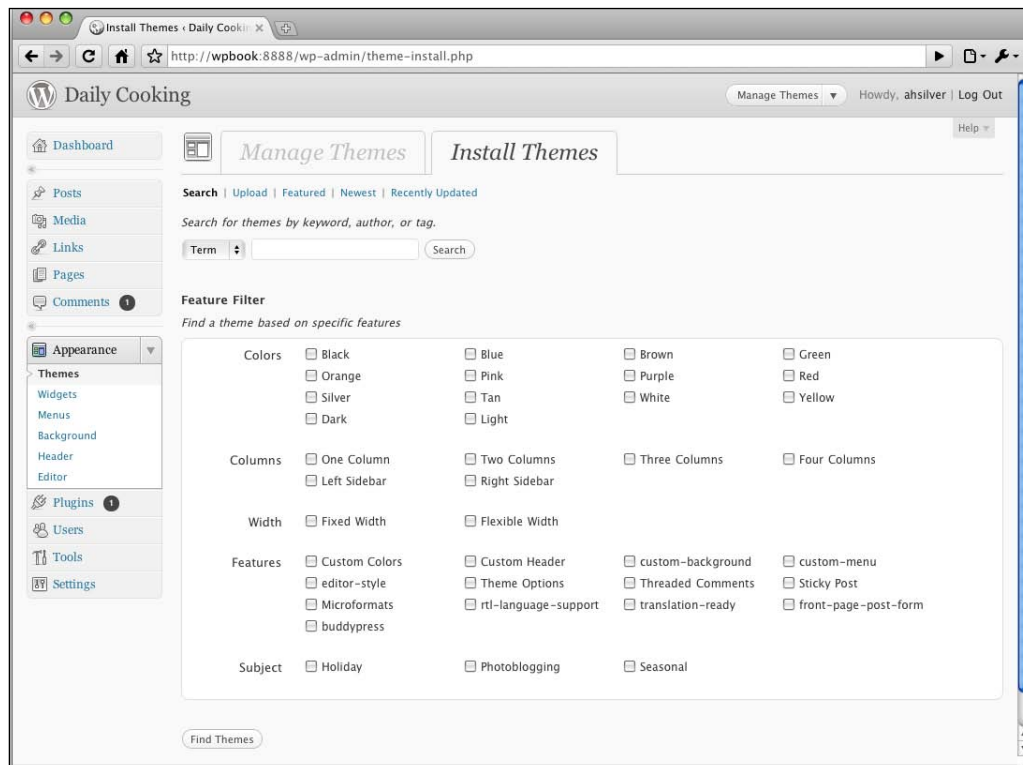 Install Themes ‹ Daily Cookin
http://wpbook:8888/wp-admin/theme-install.php
Daily Cooking
Manage Themes
Howdy, ahsilver | Log Out
Help
Dashboard
Posts
Media
Links
Pages
Comments 1
Appearance
Themes
Widgets
Menus
Background
Header
Editor
Plugins 1
Users
Tools
Settings
Manage Themes
Install Themes
Search | Upload | Featured | Newest | Recently Updated
Search for themes by keyword, author, or tag.
Term
Search
Feature Filter
Find a theme based on specific features
Colors Black Blue Brown Green
Orange Pink Purple Red
Silver Tan White Yellow
Dark Light
Columns One Column Two Columns Three Columns Four Columns
Left Sidebar Right Sidebar
Width Fixed Width Flexible Width
Features Custom Colors Custom Header custom-background custom-menu
editor-style Theme Options Threaded Comments Sticky Post
Microformats rtl-language-support translation-ready front-page-post-form
buddypress
Subject Holiday Photoblogging Seasonal
Find Themes